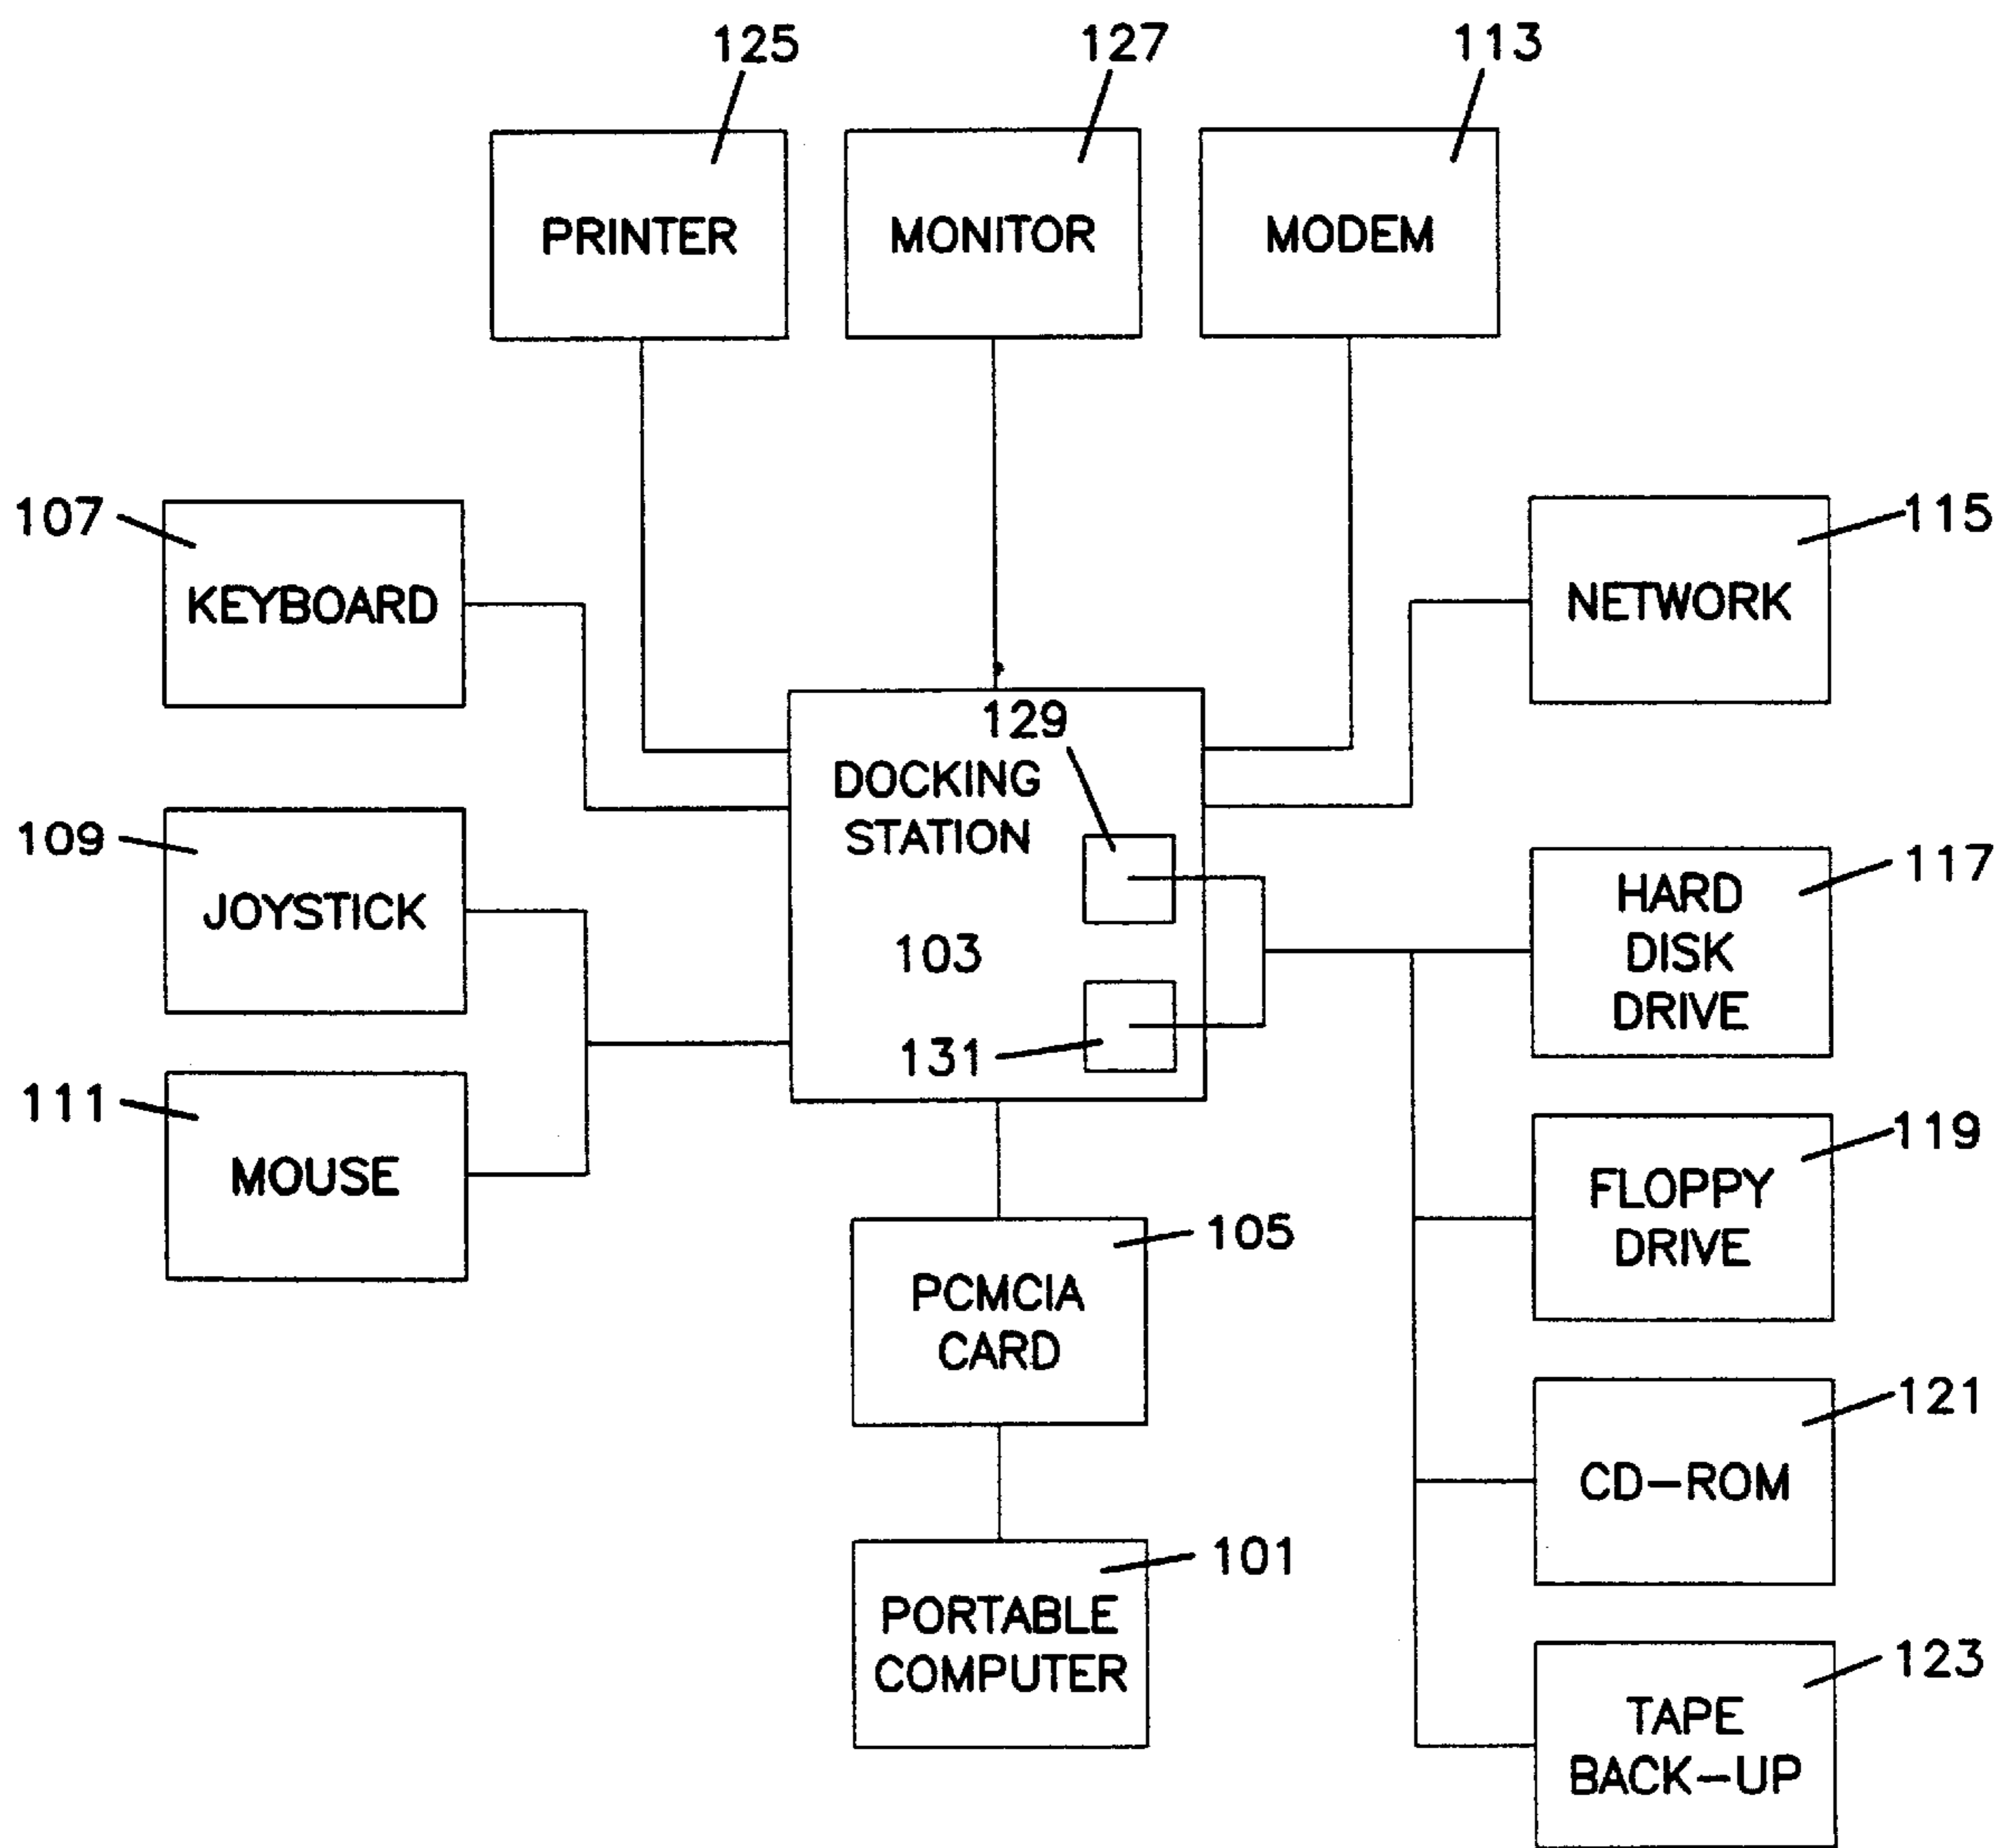 125
127
113
PRINTER
MONITOR
MODEM
107
115
KEYBOARD
NETWORK
129
DOCKING
STATION
109
117
JOYSTICK
HARD
DISK
DRIVE
103
131
111
MOUSE
119
FLOPPY
DRIVE
105
PCMCIA
CARD
121
CD-ROM
101
PORTABLE
COMPUTER
123
TAPE
BACK-UP